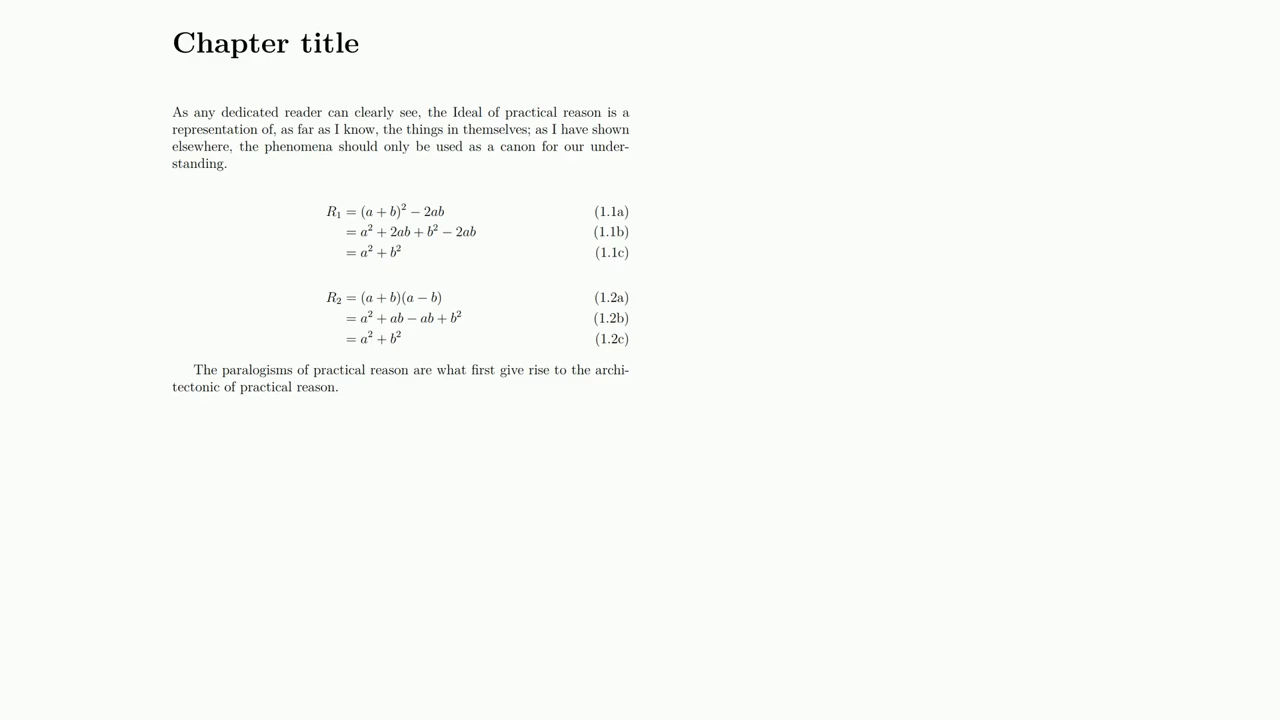 Chapter title
As any dedicated reader can clearly see, the Ideal of practical reason is a
representation of, as far as I know, the things in themselves; as I have shown
elsewhere, the phenomena should only be used as a canon for our under-
standing.
R₁ = (a + b)² − 2ab (1.1a)
= a² + 2ab + b² − 2ab (1.1b)
= a² + b² (1.1c)
R₂ = (a + b)(a − b) (1.2a)
= a² + ab − ab + b² (1.2b)
= a² + b² (1.2c)
The paralogisms of practical reason are what first give rise to the archi-
tectonic of practical reason.